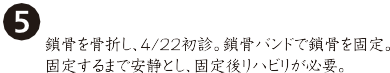 5
鎖骨を骨折し、4/22初診。鎖骨バンドで鎖骨を固定。
固定するまで安静とし、固定後リハビリが必要。